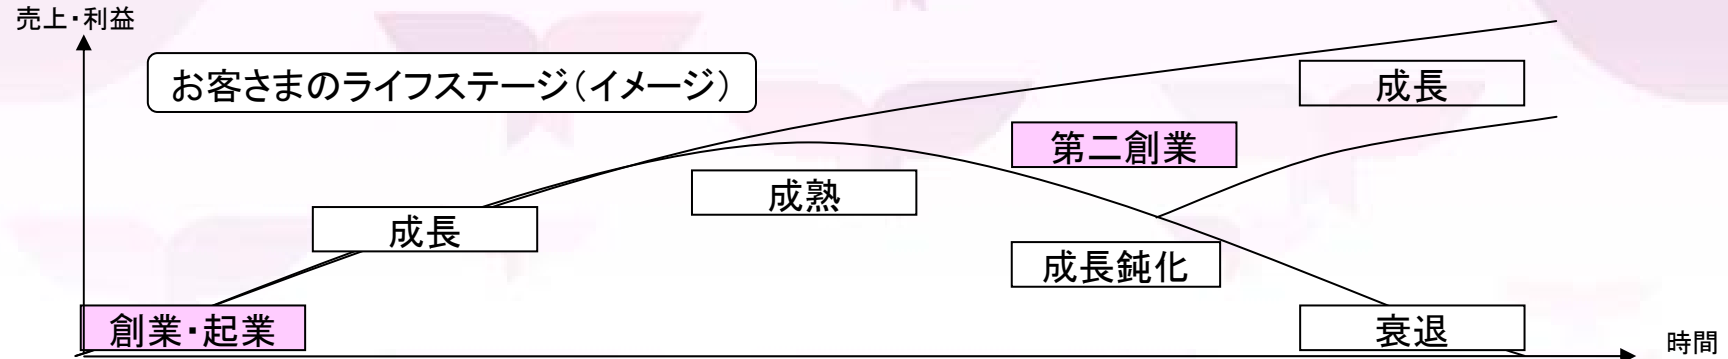 売上・利益
お客さまのライフステージ(イメージ)
成長
第二創業
成熟
成長
成長鈍化
創業・起業
衰退
時間